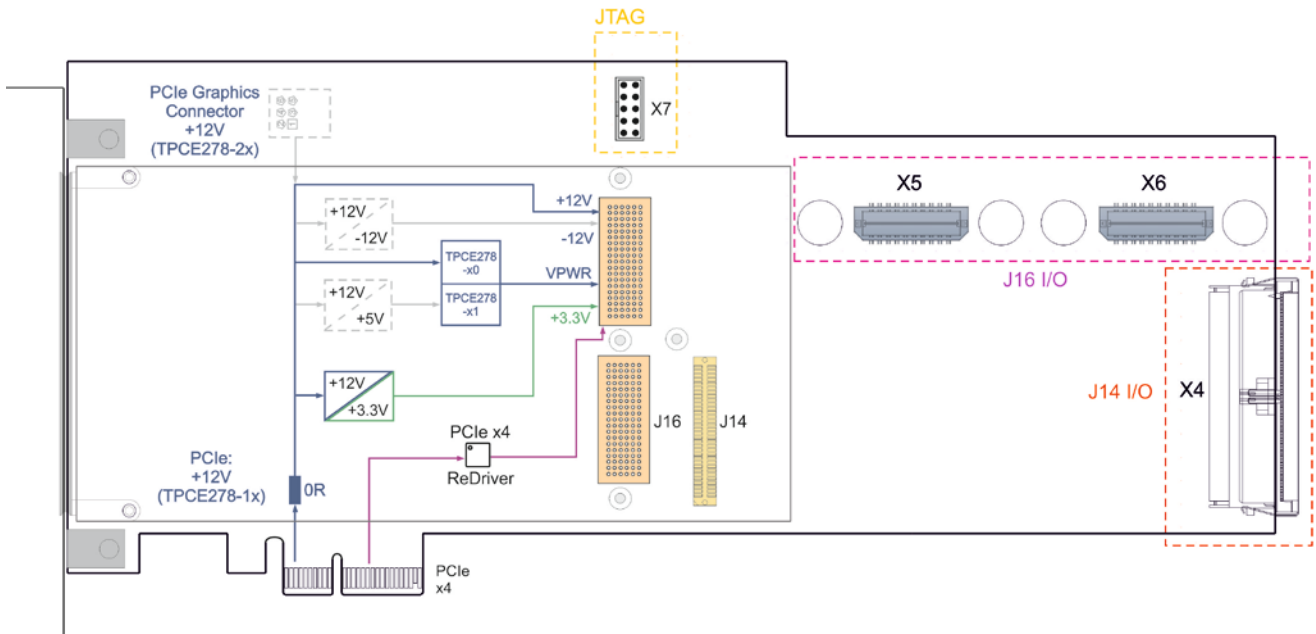 JTAG
PCIe Graphics
Connector
+12V
(TPCE278-2x)
X7
X5
X6
+12V
-12V
+12V
-12V
TPCE278
-x0
VPWR
TPCE278
-x1
+12V
+5V
+3.3V
J16 I/O
+12V
+3.3V
J14 I/O
X4
J16
J14
PCIe x4
ReDriver
PCIe:
+12V
(TPCE278-1x)
0R
PCIe
x4